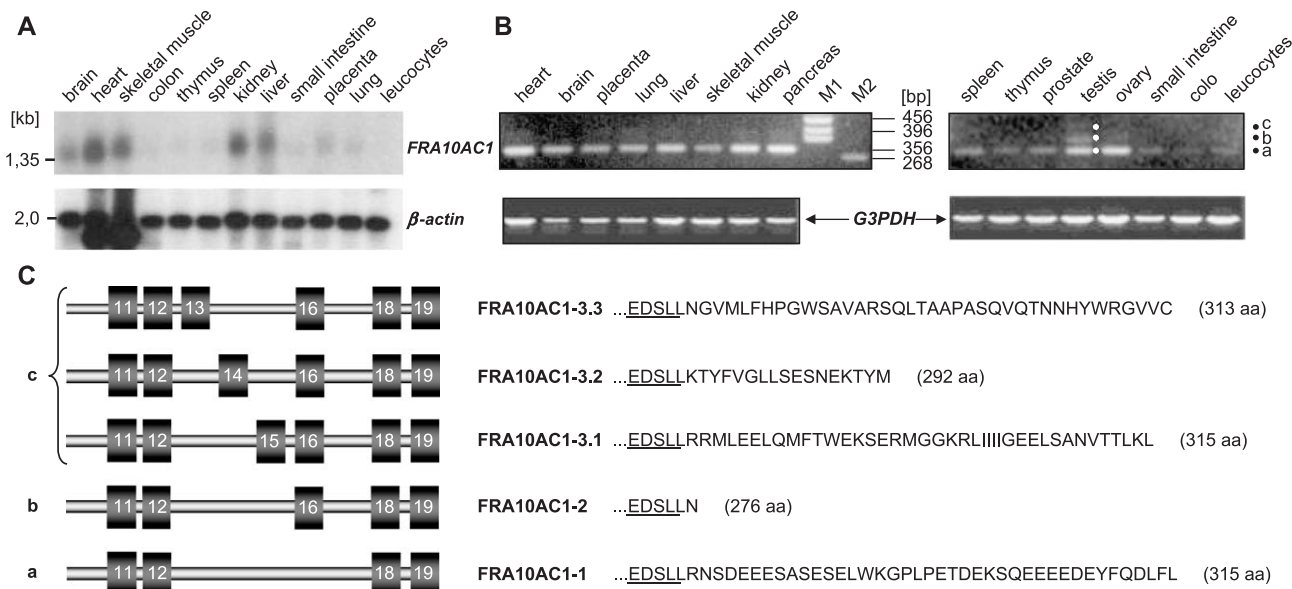 A
brain heart skeletal muscle colon thymus spleen kidney liver small intestine placenta lung leucocytes
[kb]
1,35
FRA10AC1
2,0
β-actin
B
heart brain placenta lung liver skeletal muscle kidney pancreas M1 M2
[bp]
456
396
356
268
spleen thymus prostate testis ovary small intestine colo leucocytes
c
b
a
G3PDH
C
c
11 12 13 16 18 19
FRA10AC1-3.3 ...EDSLLNGVMLFHPGWSAVARSQLTAAPASQVQTNNHYWRGVVC (313 aa)
11 12 14 16 18 19
FRA10AC1-3.2 ...EDSLLKTYFVGLLSESNEKTYM (292 aa)
11 12 15 16 18 19
FRA10AC1-3.1 ...EDSLLRRMLEELQMFTWEKSERMGGKRLIIIIGEELSANVTTLKL (315 aa)
b
11 12 16 18 19
FRA10AC1-2 ...EDSLLN (276 aa)
a
11 12 18 19
FRA10AC1-1 ...EDSLLRNSDEEESASESELWKGPLPETDEKSQEEEEDEYFQDLFL (315 aa)